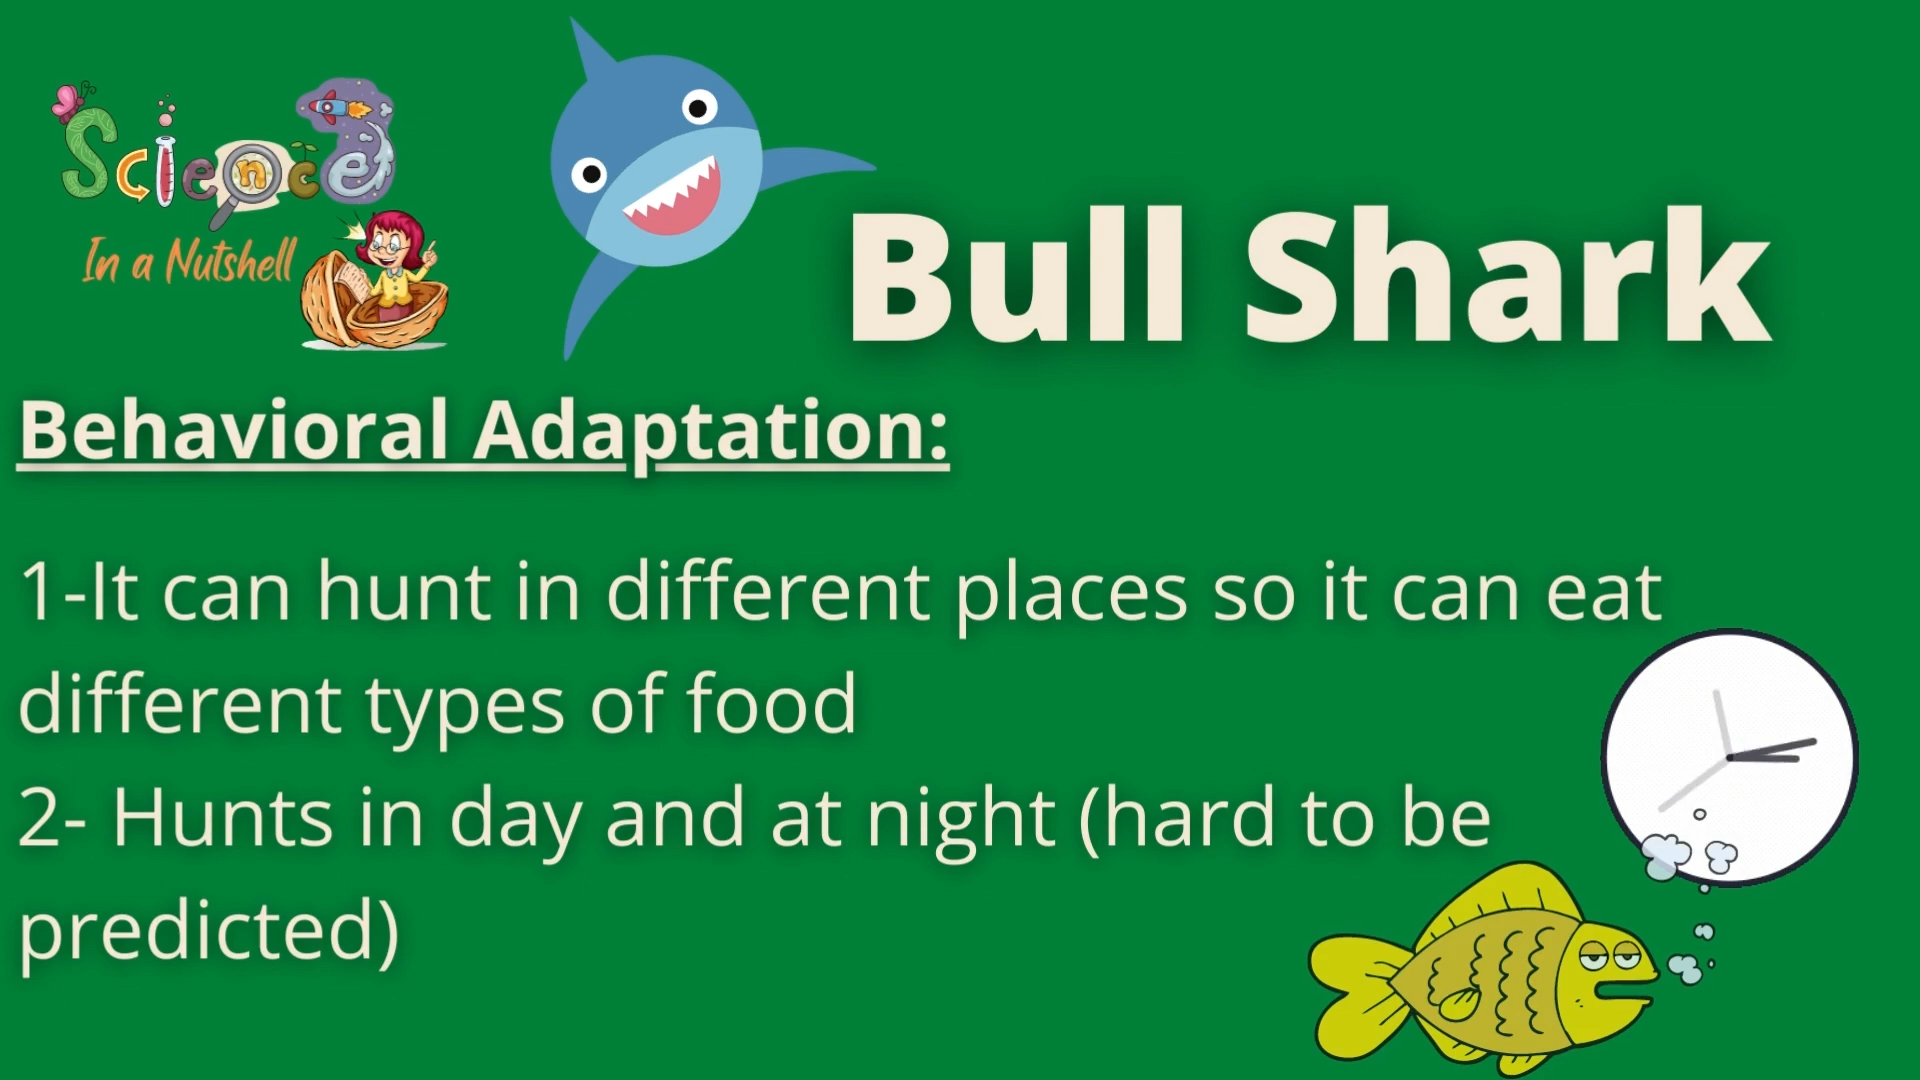 Science
In a Nutshell
Bull Shark
Behavioral Adaptation:
1-It can hunt in different places so it can eat
different types of food
2- Hunts in day and at night (hard to be
predicted)